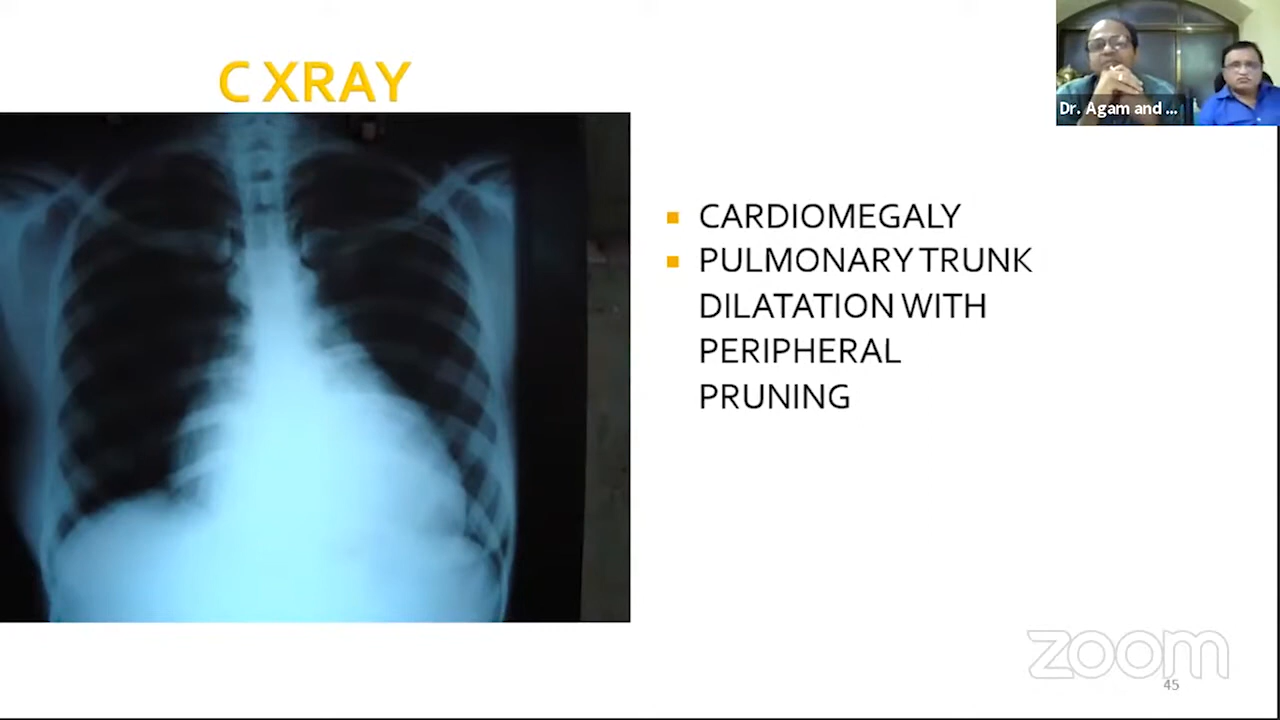 C XRAY
Dr. Agam and ...
CARDIOMEGALY
PULMONARY TRUNK
DILATATION WITH
PERIPHERAL
PRUNING
zoom
45